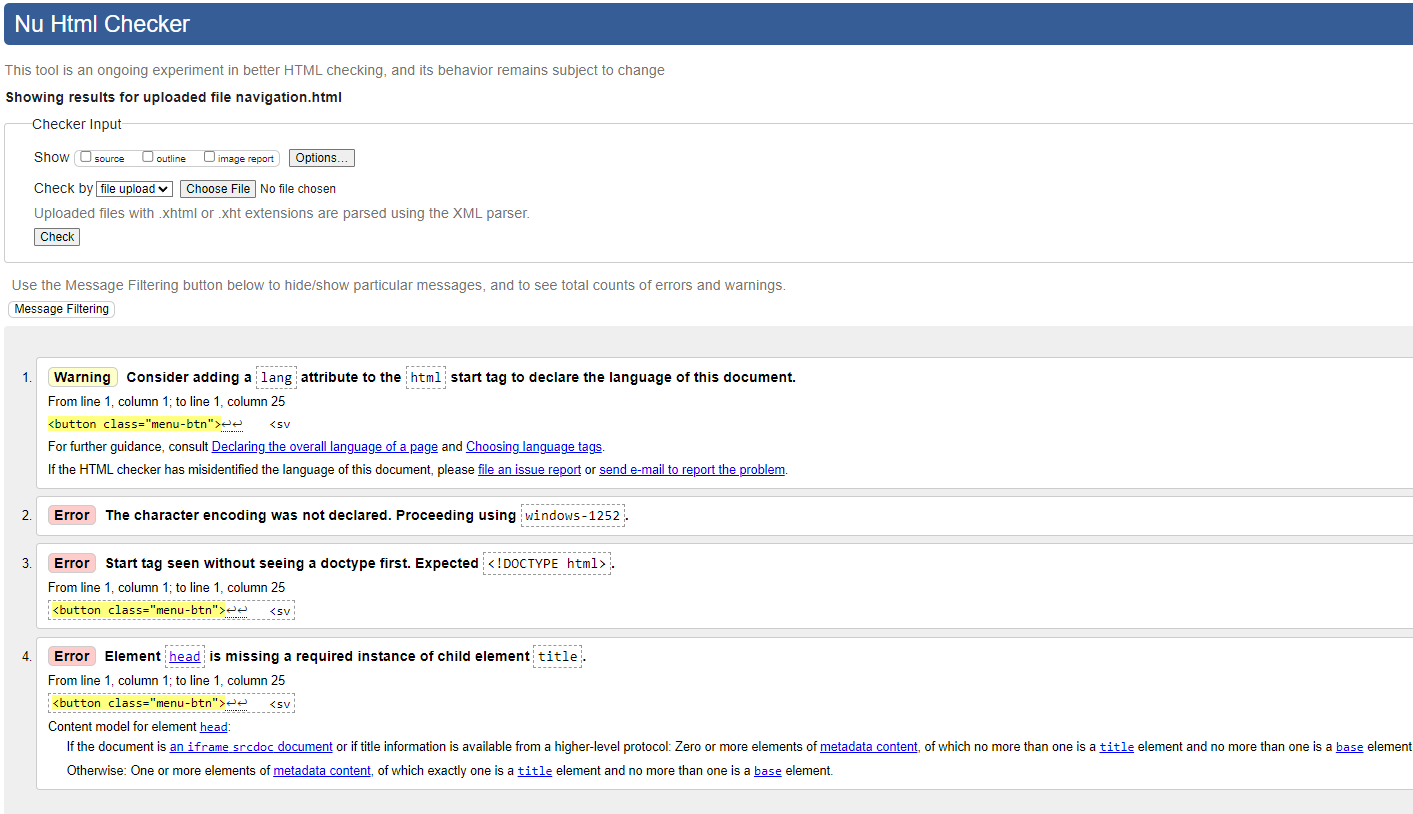 Nu Html Checker
This tool is an ongoing experiment in better HTML checking, and its behavior remains subject to change
Showing results for uploaded file navigation.html
Checker Input
Show source outline image report Options...
Check by file upload Choose File No file chosen
Uploaded files with .xhtml or .xht extensions are parsed using the XML parser.
Check
Use the Message Filtering button below to hide/show particular messages, and to see total counts of errors and warnings.
Message Filtering
1. Warning Consider adding a lang attribute to the html start tag to declare the language of this document.
From line 1, column 1; to line 1, column 25
<button class="menu-btn">↩↩ <sv
For further guidance, consult Declaring the overall language of a page and Choosing language tags.
If the HTML checker has misidentified the language of this document, please file an issue report or send e-mail to report the problem.
2. Error The character encoding was not declared. Proceeding using windows-1252.
3. Error Start tag seen without seeing a doctype first. Expected <!DOCTYPE html>.
From line 1, column 1; to line 1, column 25
<button class="menu-btn">↩↩ <sv
4. Error Element head is missing a required instance of child element title.
From line 1, column 1; to line 1, column 25
<button class="menu-btn">↩↩ <sv
Content model for element head:
If the document is an iframe srcdoc document or if title information is available from a higher-level protocol: Zero or more elements of metadata content, of which no more than one is a title element and no more than one is a base element
Otherwise: One or more elements of metadata content, of which exactly one is a title element and no more than one is a base element.